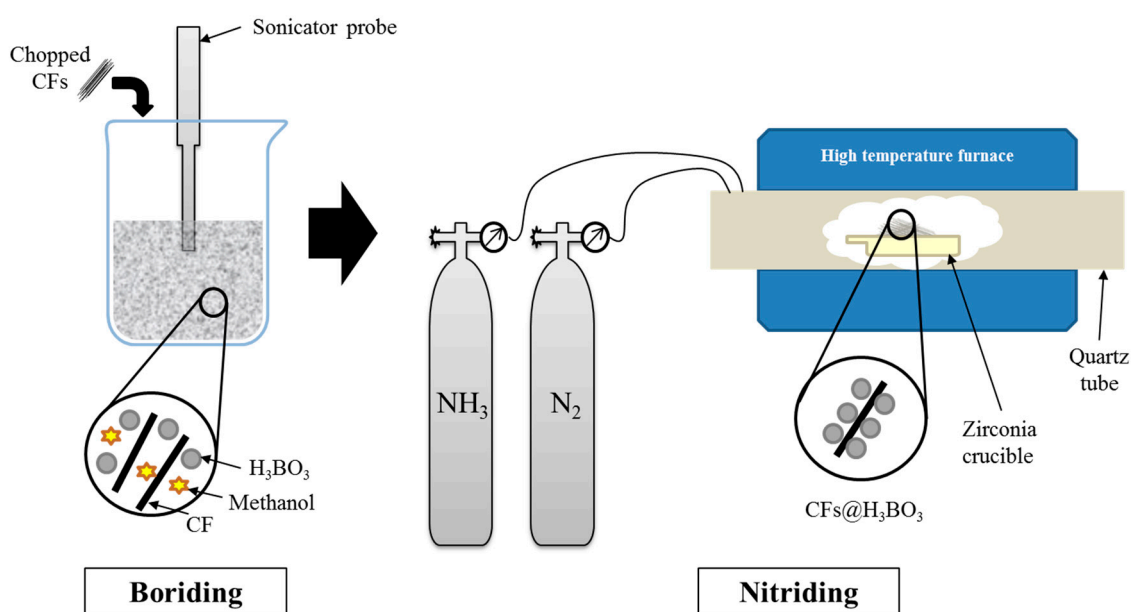 Sonicator probe
Chopped
CFs
H₃BO₃
Methanol
CF
Boriding
NH₃
N₂
High temperature furnace
Quartz
tube
Zirconia
crucible
CFs@H₃BO₃
Nitriding